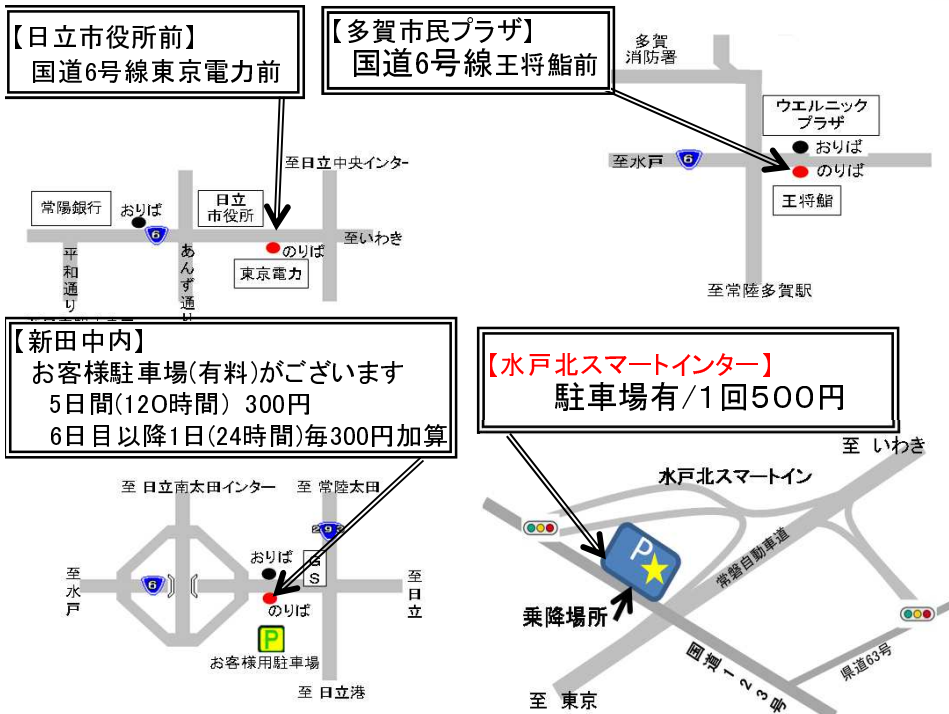 【日立市役所前】
国道6号線東京電力前
至日立中央インター
常陽銀行
おりば
6
日立
市役所
至いわき
のりば
東京電力
平和通り
あんず通り
【多賀市民プラザ】
国道6号線王将鮨前
多賀
消防署
ウエルニック
プラザ
おりば
至水戸
6
のりば
王将鮨
至常陸多賀駅
【新田中内】
お客様駐車場(有料)がございます
5日間(120時間) 300円
6日目以降1日(24時間)毎300円加算
至 日立南太田インター
至 常陸太田
おりば
GS
至水戸
6
至日立
のりば
P
お客様用駐車場
至 日立港
【水戸北スマートインター】
駐車場有/1回500円
至 いわき
水戸北スマートイン
P
常磐自動車道
乗降場所
国道123号
県道63号
至 東京